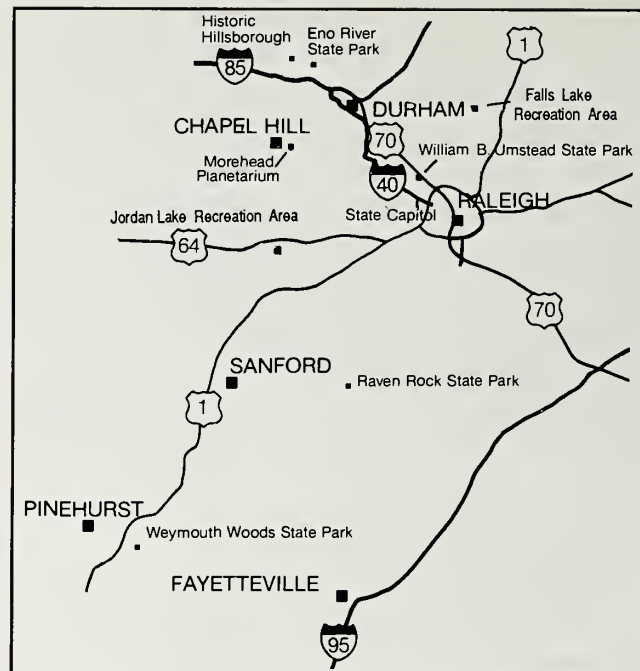 Historic
Hillsborough
Eno River
State Park
1
85
DURHAM
Falls Lake
Recreation Area
CHAPEL HILL
70
Morehead
Planetarium
William B. Umstead State Park
40
Jordan Lake Recreation Area
State Capitol
RALEIGH
64
70
SANFORD
Raven Rock State Park
1
PINEHURST
Weymouth Woods State Park
FAYETTEVILLE
95